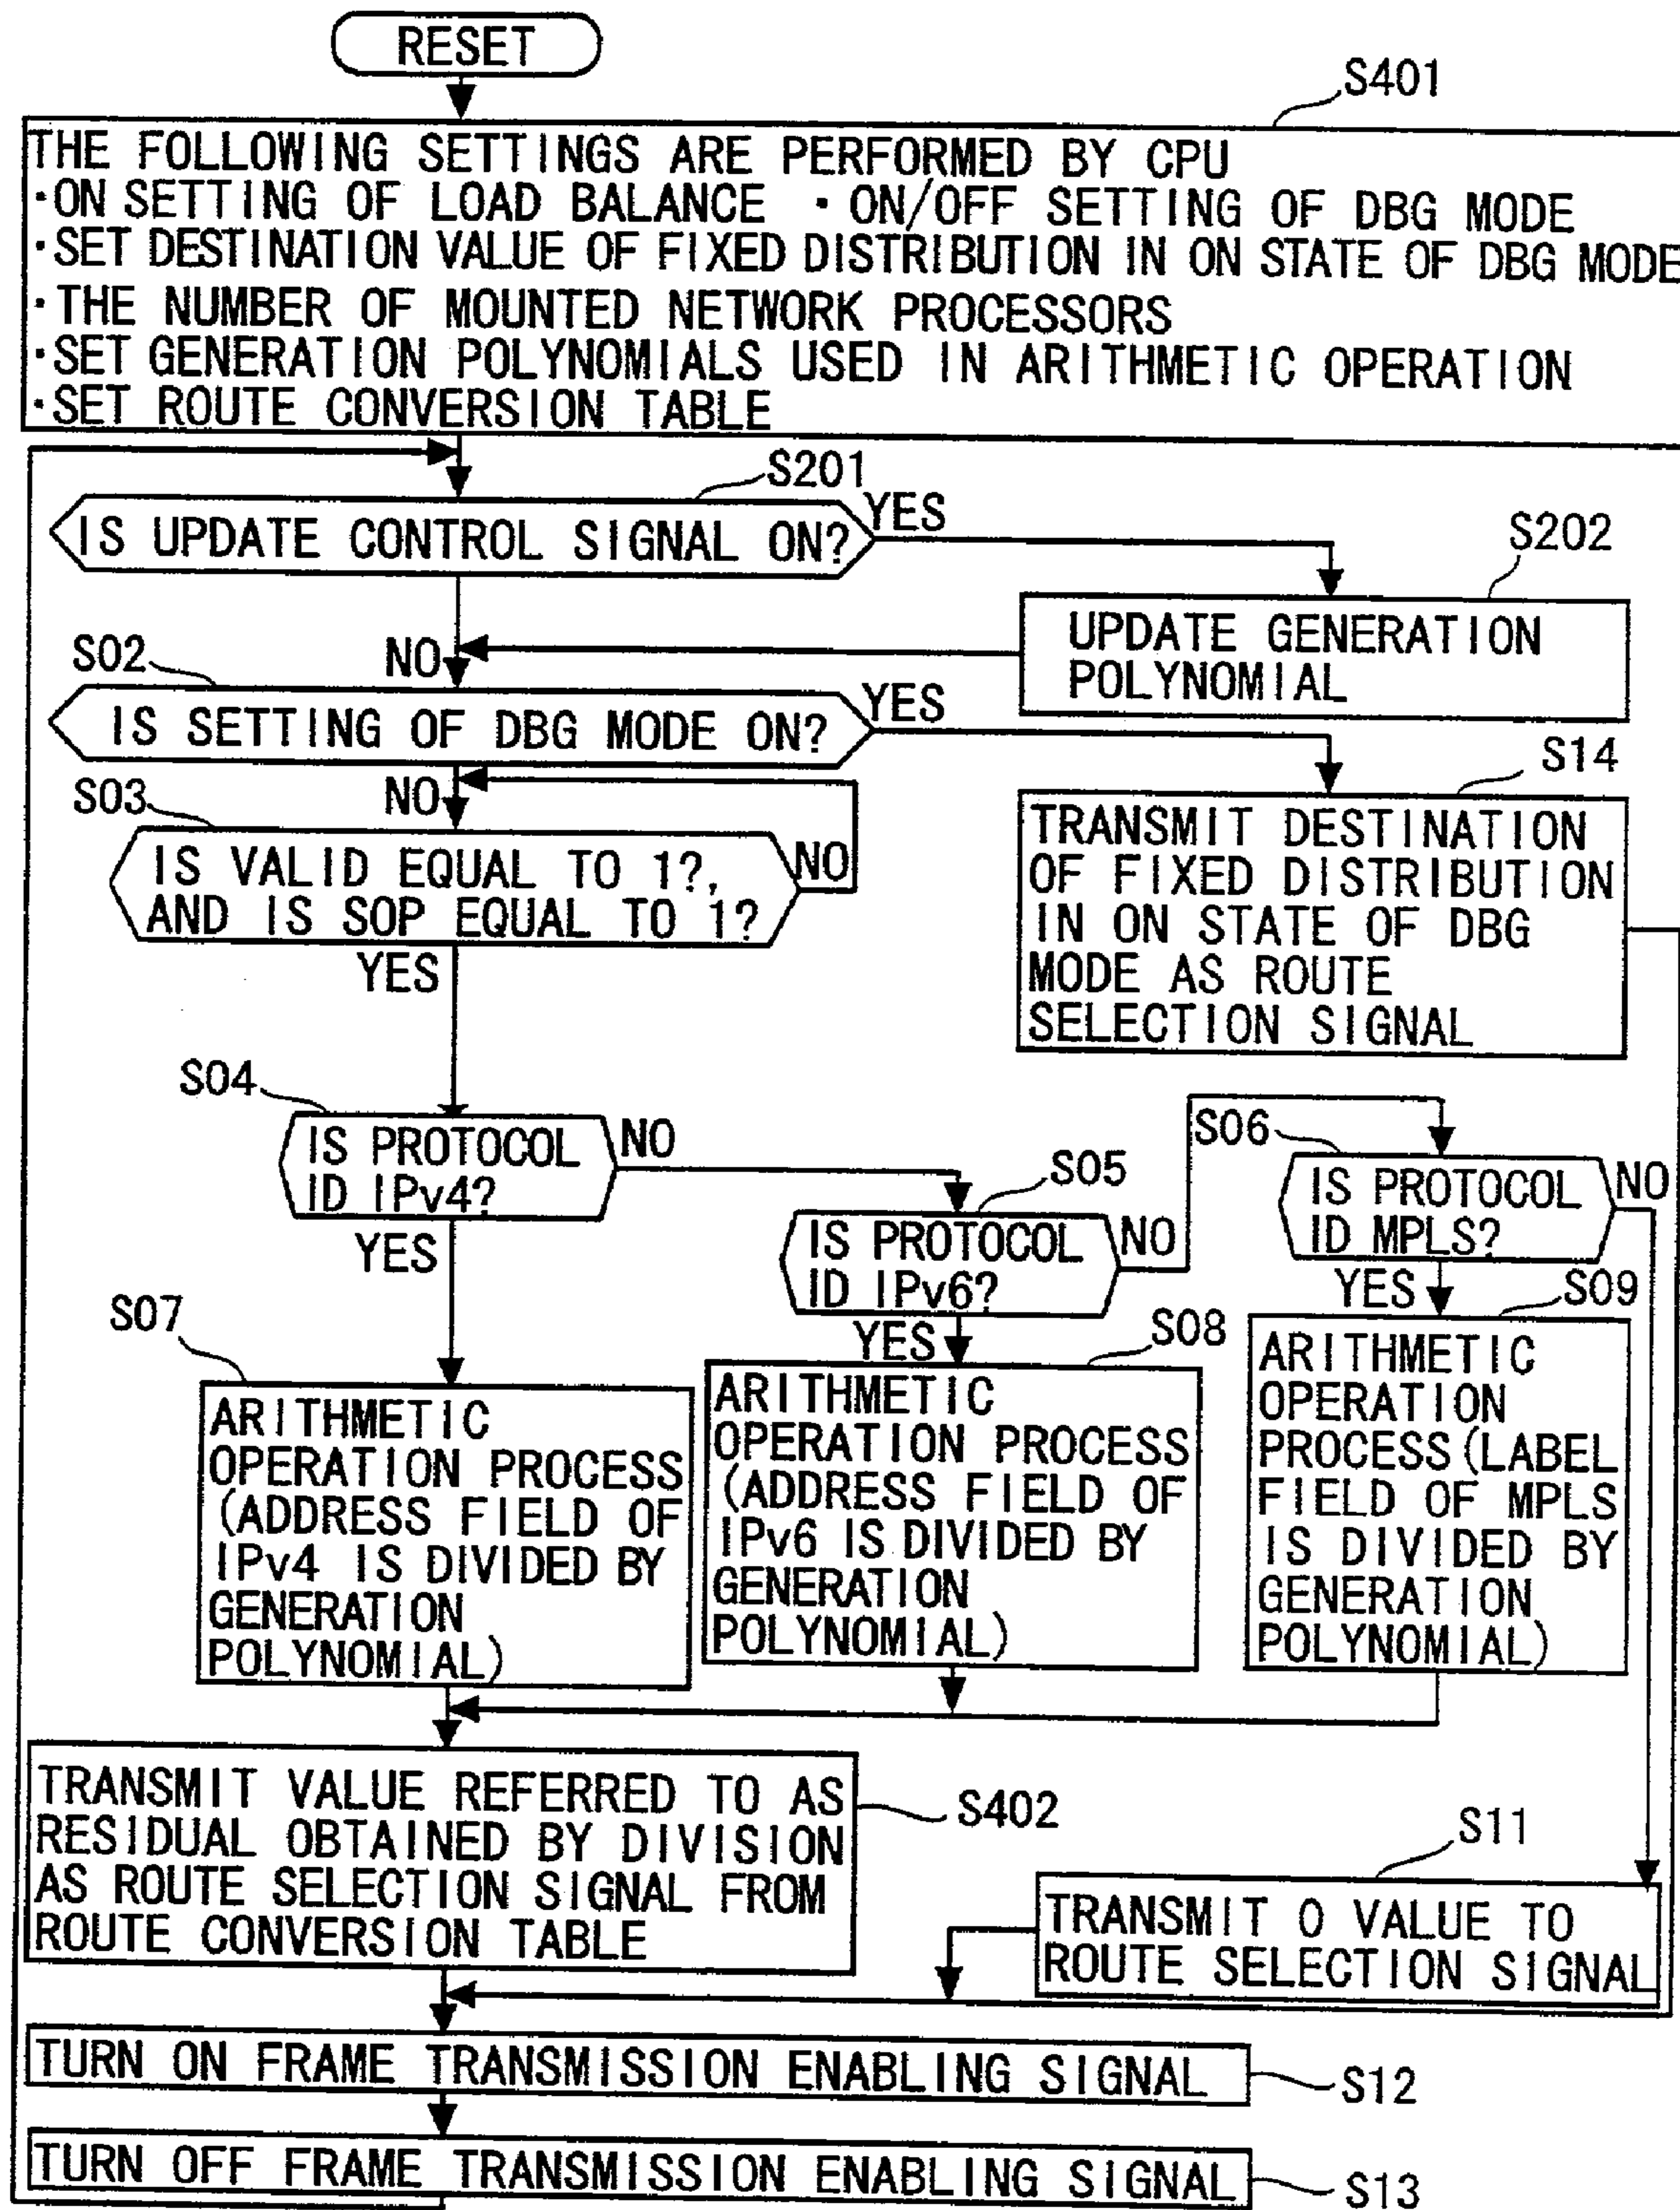 RESET
S401
THE FOLLOWING SETTINGS ARE PERFORMED BY CPU
·ON SETTING OF LOAD BALANCE ·ON/OFF SETTING OF DBG MODE
·SET DESTINATION VALUE OF FIXED DISTRIBUTION IN ON STATE OF DBG MODE
·THE NUMBER OF MOUNTED NETWORK PROCESSORS
·SET GENERATION POLYNOMIALS USED IN ARITHMETIC OPERATION
·SET ROUTE CONVERSION TABLE
S201
IS UPDATE CONTROL SIGNAL ON?
YES
S202
UPDATE GENERATION
POLYNOMIAL
NO
S02
IS SETTING OF DBG MODE ON?
YES
S14
TRANSMIT DESTINATION
OF FIXED DISTRIBUTION
IN ON STATE OF DBG
MODE AS ROUTE
SELECTION SIGNAL
NO
S03
IS VALID EQUAL TO 1?,
AND IS SOP EQUAL TO 1?
NO
YES
S04
IS PROTOCOL
ID IPv4?
NO
YES
S05
IS PROTOCOL
ID IPv6?
NO
YES
S06
IS PROTOCOL
ID MPLS?
NO
YES
S07
ARITHMETIC
OPERATION PROCESS
(ADDRESS FIELD OF
IPv4 IS DIVIDED BY
GENERATION
POLYNOMIAL)
S08
ARITHMETIC
OPERATION PROCESS
(ADDRESS FIELD OF
IPv6 IS DIVIDED BY
GENERATION
POLYNOMIAL)
S09
ARITHMETIC
OPERATION
PROCESS(LABEL
FIELD OF MPLS
IS DIVIDED BY
GENERATION
POLYNOMIAL)
TRANSMIT VALUE REFERRED TO AS
RESIDUAL OBTAINED BY DIVISION
AS ROUTE SELECTION SIGNAL FROM
ROUTE CONVERSION TABLE
S402
S11
TRANSMIT 0 VALUE TO
ROUTE SELECTION SIGNAL
TURN ON FRAME TRANSMISSION ENABLING SIGNAL
S12
TURN OFF FRAME TRANSMISSION ENABLING SIGNAL
S13